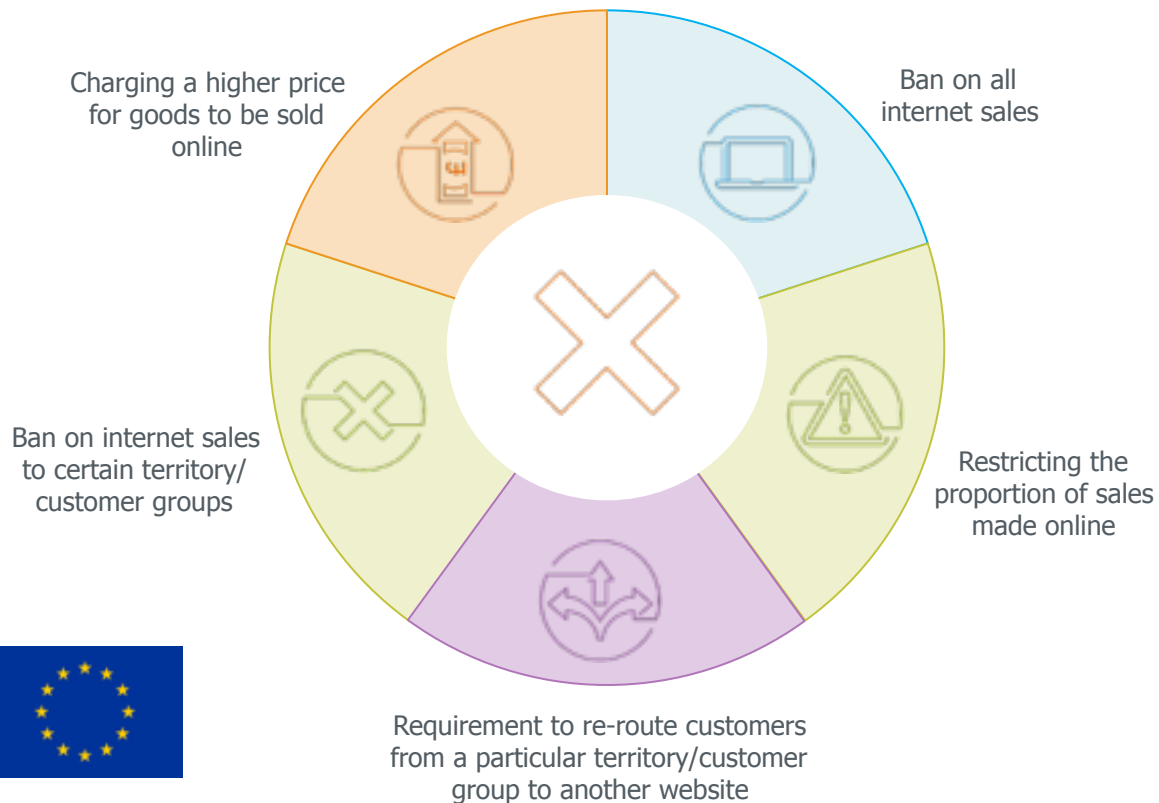 Charging a higher price
for goods to be sold
online
Ban on all
internet sales
£
Ban on internet sales
to certain territory/
customer groups
Restricting the
proportion of sales
made online
Requirement to re-route customers
from a particular territory/customer
group to another website